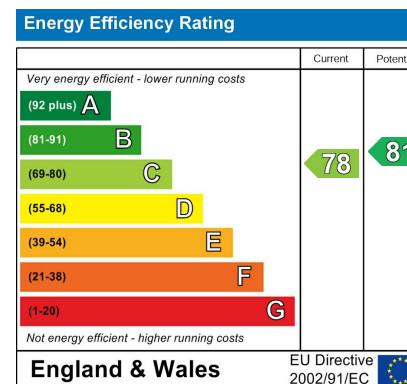 Energy Efficiency Rating
Current Potent
Very energy efficient - lower running costs
(92 plus) A
(81-91) B
(69-80) C
(55-68) D
(39-54) E
(21-38) F
(1-20) G
78
81
Not energy efficient - higher running costs
England & Wales
EU Directive
2002/91/EC